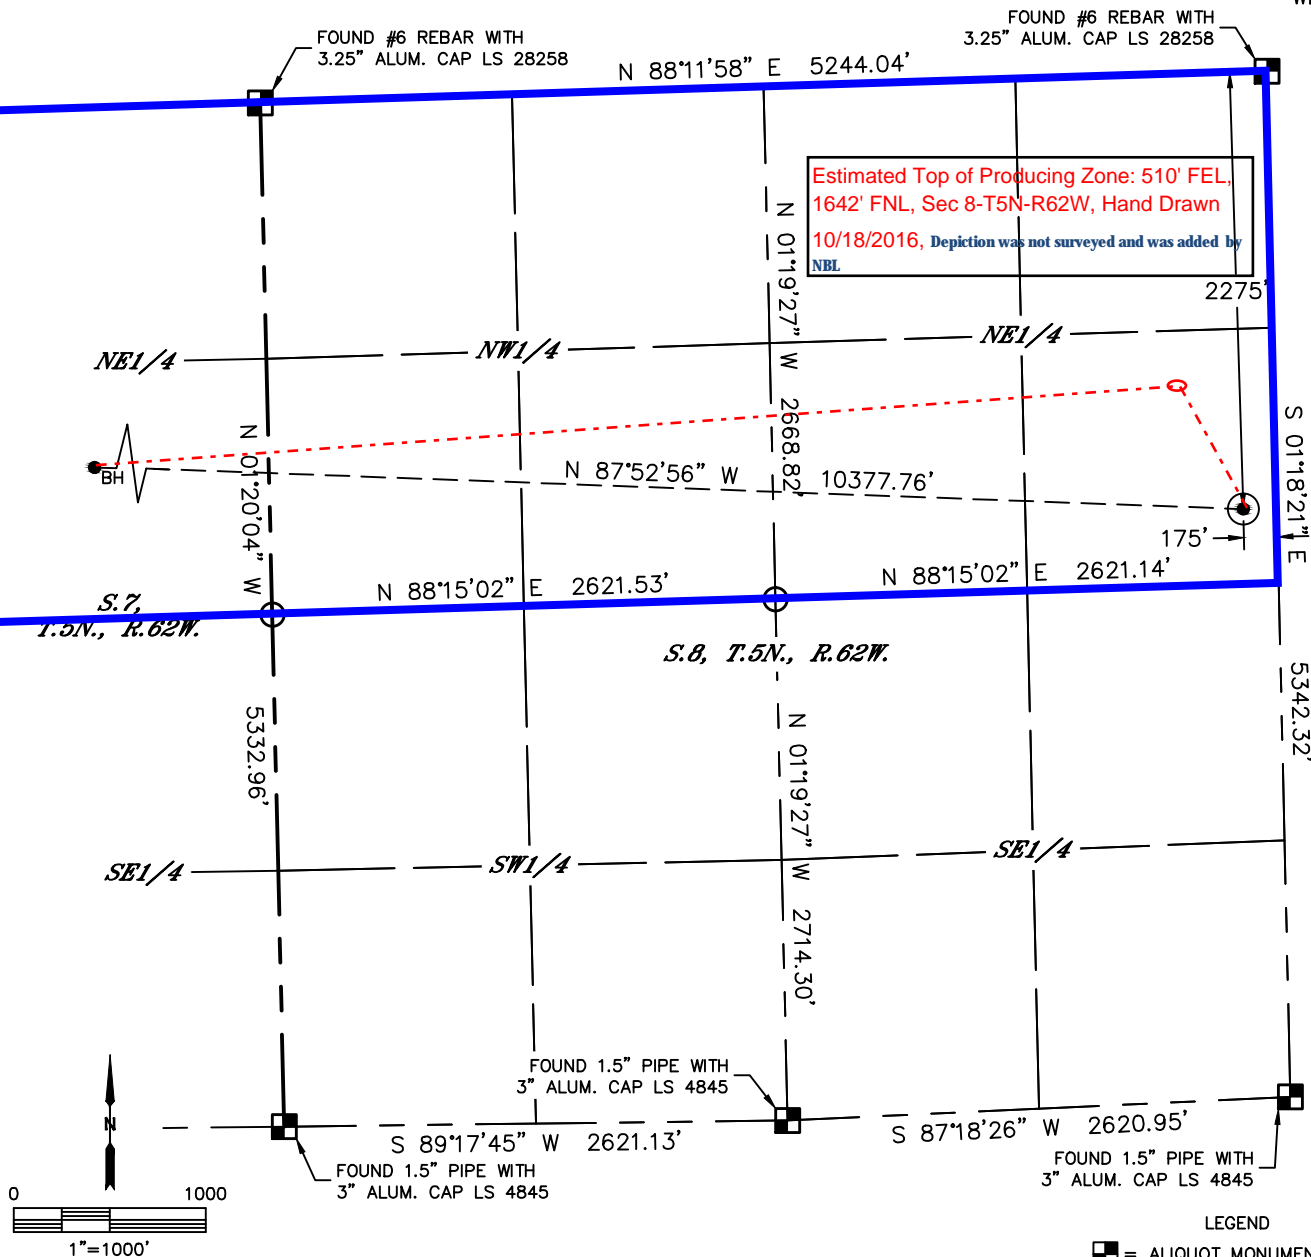 FOUND #6 REBAR WITH
3.25" ALUM. CAP LS 28258
FOUND #6 REBAR WITH
3.25" ALUM. CAP LS 28258
N 88°11'58" E 5244.04'
Estimated Top of Producing Zone: 510' FEL,
1642' FNL, Sec 8-T5N-R62W, Hand Drawn
10/18/2016, Depiction was not surveyed and was added by
NBL
N 01°19'27" W 2668.82'
2275'
NE1/4
NW1/4
NE1/4
BH
N 01°20'04" W
N 87°52'56" W 10377.76'
S 01°18'21" E
175'
N 88°15'02" E 2621.53'
N 88°15'02" E 2621.14'
S.7,
T.5N., R.62W.
S.8, T.5N., R.62W.
5332.96'
N 01°19'27" W 2714.30'
5342.32'
SE1/4
SW1/4
SE1/4
FOUND 1.5" PIPE WITH
3" ALUM. CAP LS 4845
N
S 89°17'45" W 2621.13'
S 87°18'26" W 2620.95'
FOUND 1.5" PIPE WITH
3" ALUM. CAP LS 4845
FOUND 1.5" PIPE WITH
3" ALUM. CAP LS 4845
0 1000
1"=1000'
LEGEND
= ALIQUOT MONUMEN